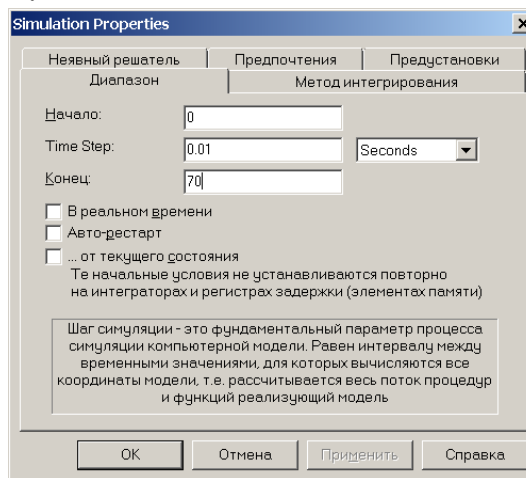 Simulation Properties
Неявный решатель Предпочтения Предустановки
Диапазон Метод интегрирования
Начало: 0
Time Step: 0.01 Seconds
Конец: 70
В реальном времени
Авто-рестарт
... от текущего состояния
Те начальные условия не устанавливаются повторно
на интеграторах и регистрах задержки (элементах памяти)
Шаг симуляции - это фундаментальный параметр процесса
симуляции компьютерной модели. Равен интервалу между
временными значениями, для которых вычисляются все
координаты модели, т.е. рассчитывается весь поток процедур
и функций реализующий модель
ОК Отмена Применить Справка